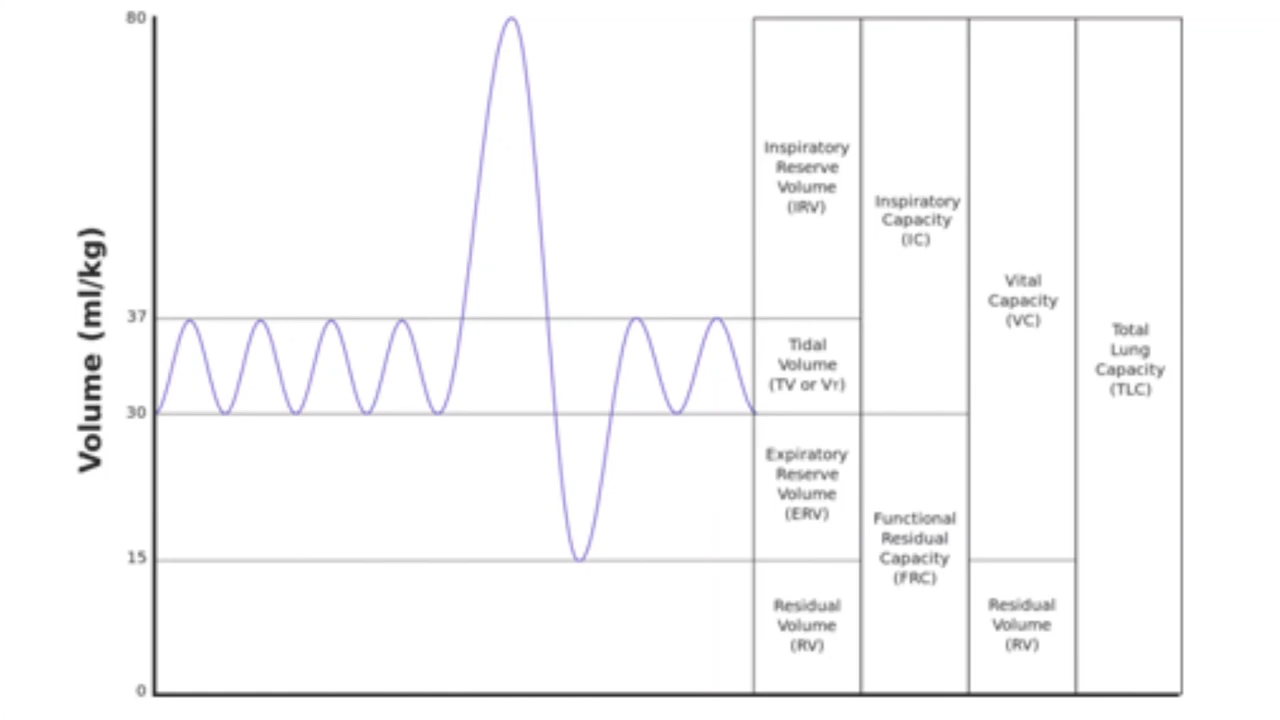 80
37
30
15
0
Volume (ml/kg)
Inspiratory
Reserve
Volume
(IRV)
Tidal
Volume
(TV or VT)
Expiratory
Reserve
Volume
(ERV)
Residual
Volume
(RV)
Inspiratory
Capacity
(IC)
Functional
Residual
Capacity
(FRC)
Vital
Capacity
(VC)
Residual
Volume
(RV)
Total
Lung
Capacity
(TLC)